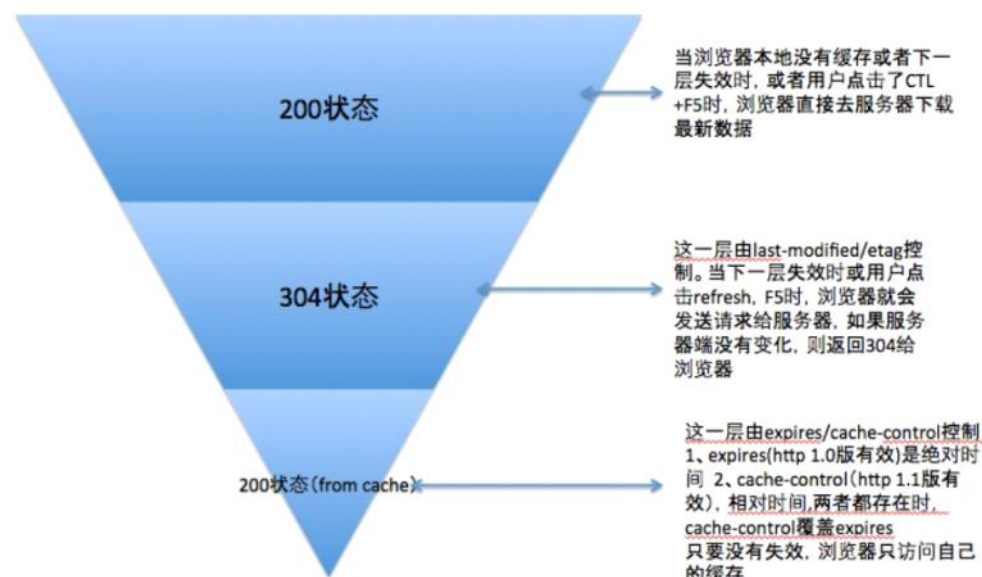 200状态
当浏览器本地没有缓存或者下一
层失效时, 或者用户点击了CTL
+F5时, 浏览器直接去服务器下载
最新数据
304状态
这一层由last-modified/etag控
制。当下一层失效时或用户点
击refresh, F5时, 浏览器就会
发送请求给服务器, 如果服务
器端没有变化, 则返回304给
浏览器
200状态(from cache)
这一层由expires/cache-control控制
1、expires(http 1.0版有效)是绝对时
间 2、cache-control(http 1.1版有
效), 相对时间,两者都存在时,
cache-control覆盖expires
只要没有失效, 浏览器只访问自己
的缓存